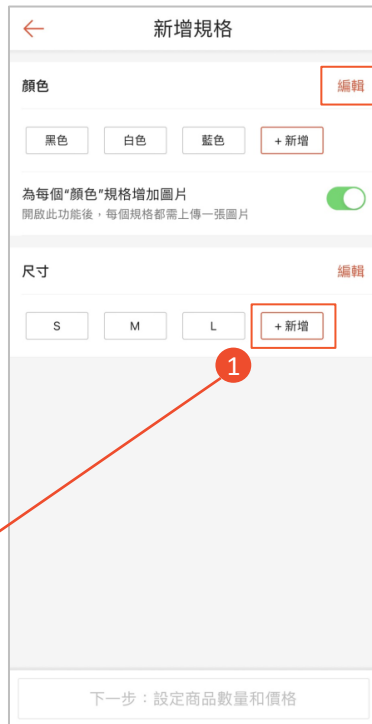 新增規格
顏色 編輯
黑色 白色 藍色 + 新增
為每個“顏色”規格增加圖片
開啟此功能後，每個規格都需上傳一張圖片
尺寸 編輯
S M L + 新增
1
下一步：設定商品數量和價格